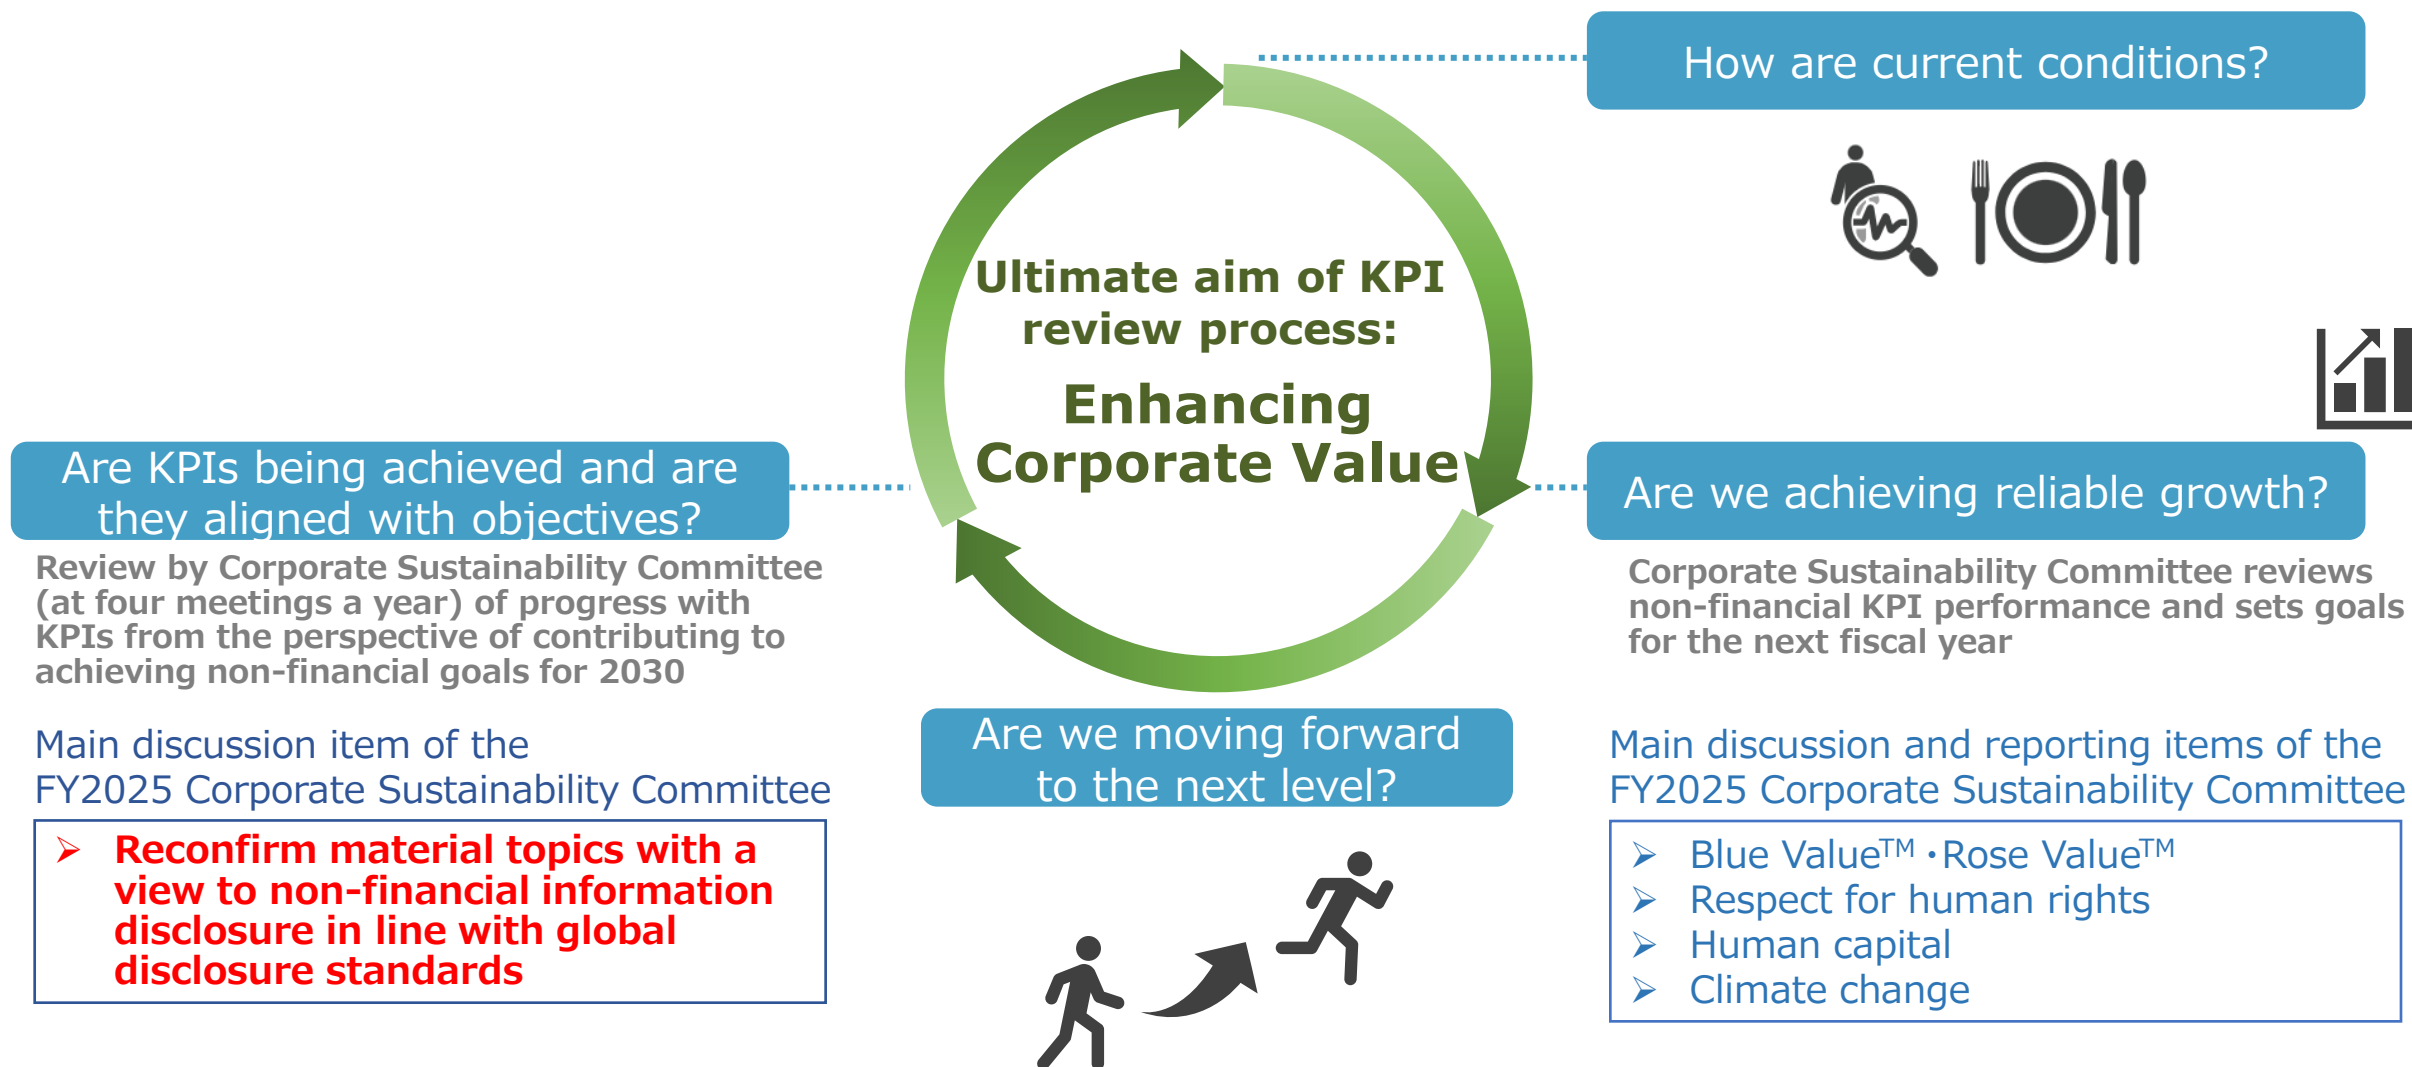 How are current conditions?
Ultimate aim of KPI
review process:
Enhancing
Corporate Value
Are KPIs being achieved and are
they aligned with objectives?
Review by Corporate Sustainability Committee
(at four meetings a year) of progress with
KPIs from the perspective of contributing to
achieving non-financial goals for 2030
Main discussion item of the
FY2025 Corporate Sustainability Committee
➢ Reconfirm material topics with a
view to non-financial information
disclosure in line with global
disclosure standards
Are we moving forward
to the next level?
Are we achieving reliable growth?
Corporate Sustainability Committee reviews
non-financial KPI performance and sets goals
for the next fiscal year
Main discussion and reporting items of the
FY2025 Corporate Sustainability Committee
➢ Blue Value™・Rose Value™
➢ Respect for human rights
➢ Human capital
➢ Climate change